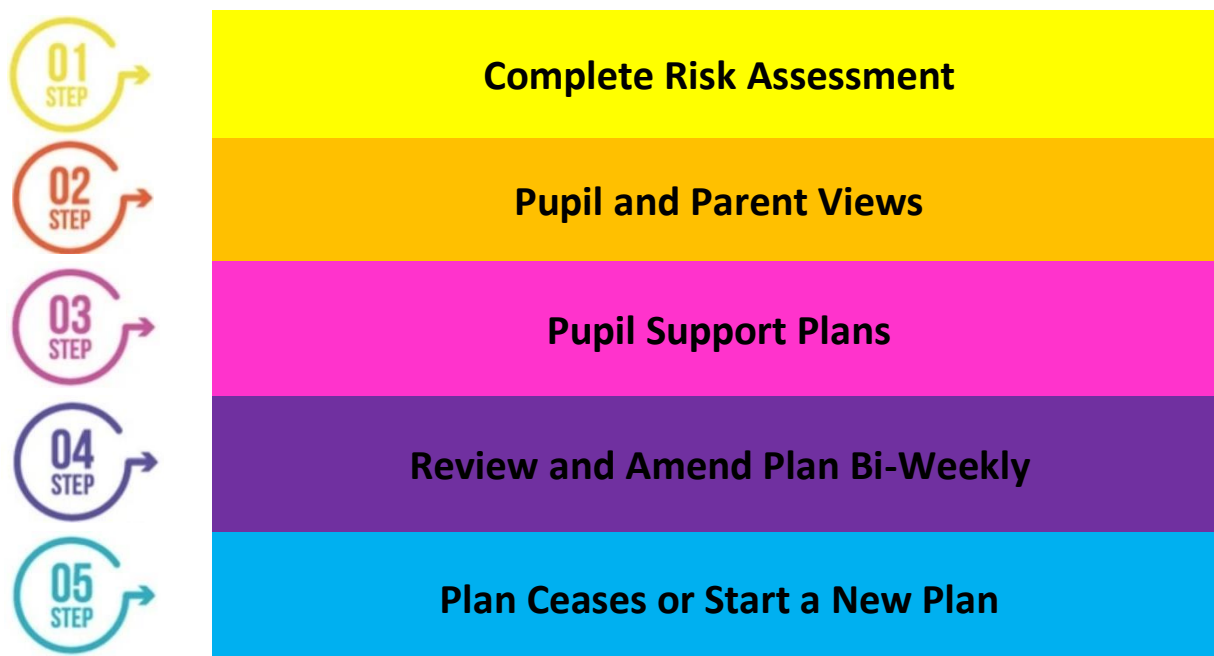 01
STEP
Complete Risk Assessment
02
STEP
Pupil and Parent Views
03
STEP
Pupil Support Plans
04
STEP
Review and Amend Plan Bi-Weekly
05
STEP
Plan Ceases or Start a New Plan